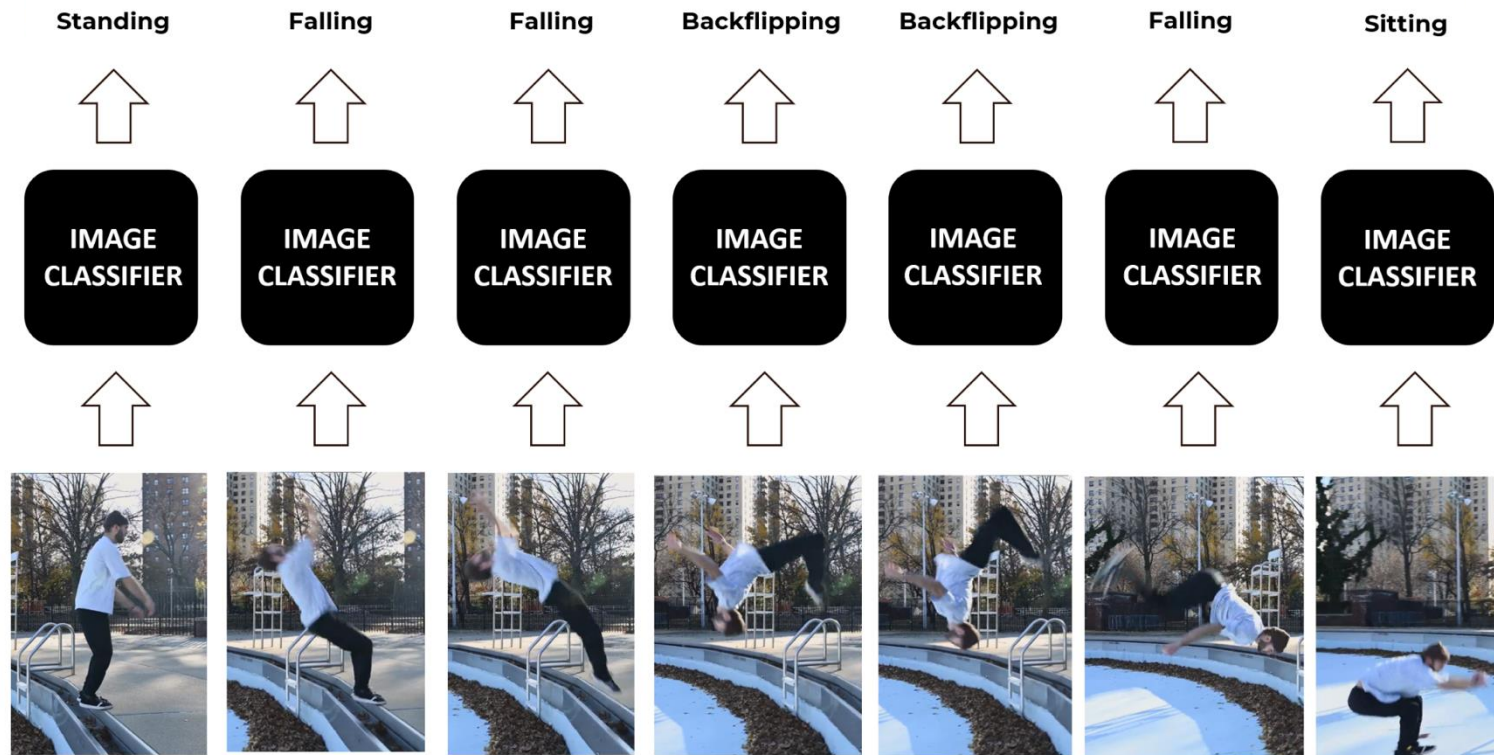 Standing
Falling
Falling
Backflipping
Backflipping
Falling
Sitting
IMAGE
CLASSIFIER
IMAGE
CLASSIFIER
IMAGE
CLASSIFIER
IMAGE
CLASSIFIER
IMAGE
CLASSIFIER
IMAGE
CLASSIFIER
IMAGE
CLASSIFIER